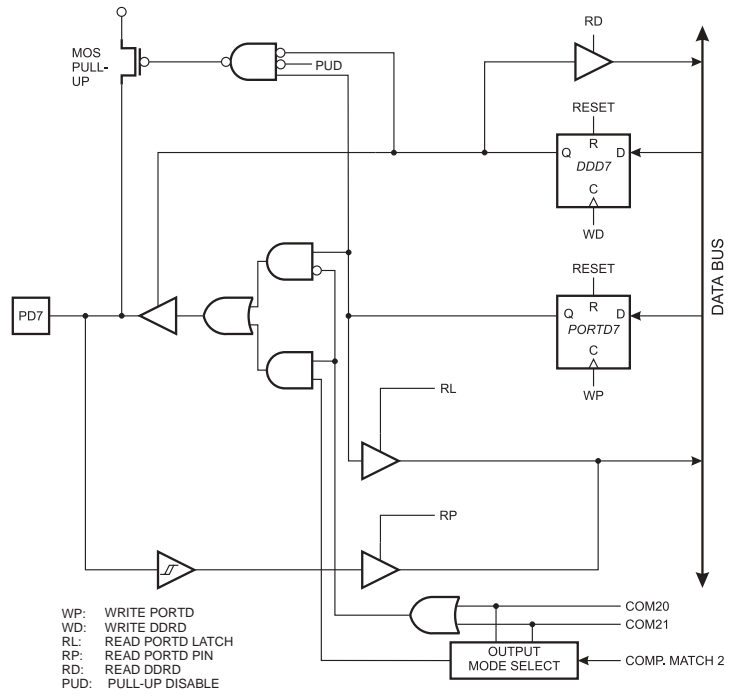 RD
MOS
PULL-
UP
PUD
RESET
R
Q
D
DDD7
C
WD
RESET
R
Q
D
PORTD7
C
WP
PD7
DATA BUS
RL
RP
WP: WRITE PORTD
WD: WRITE DDRD
RL: READ PORTD LATCH
RP: READ PORTD PIN
RD: READ DDRD
PUD: PULL-UP DISABLE
COM20
COM21
OUTPUT
MODE SELECT
COMP. MATCH 2